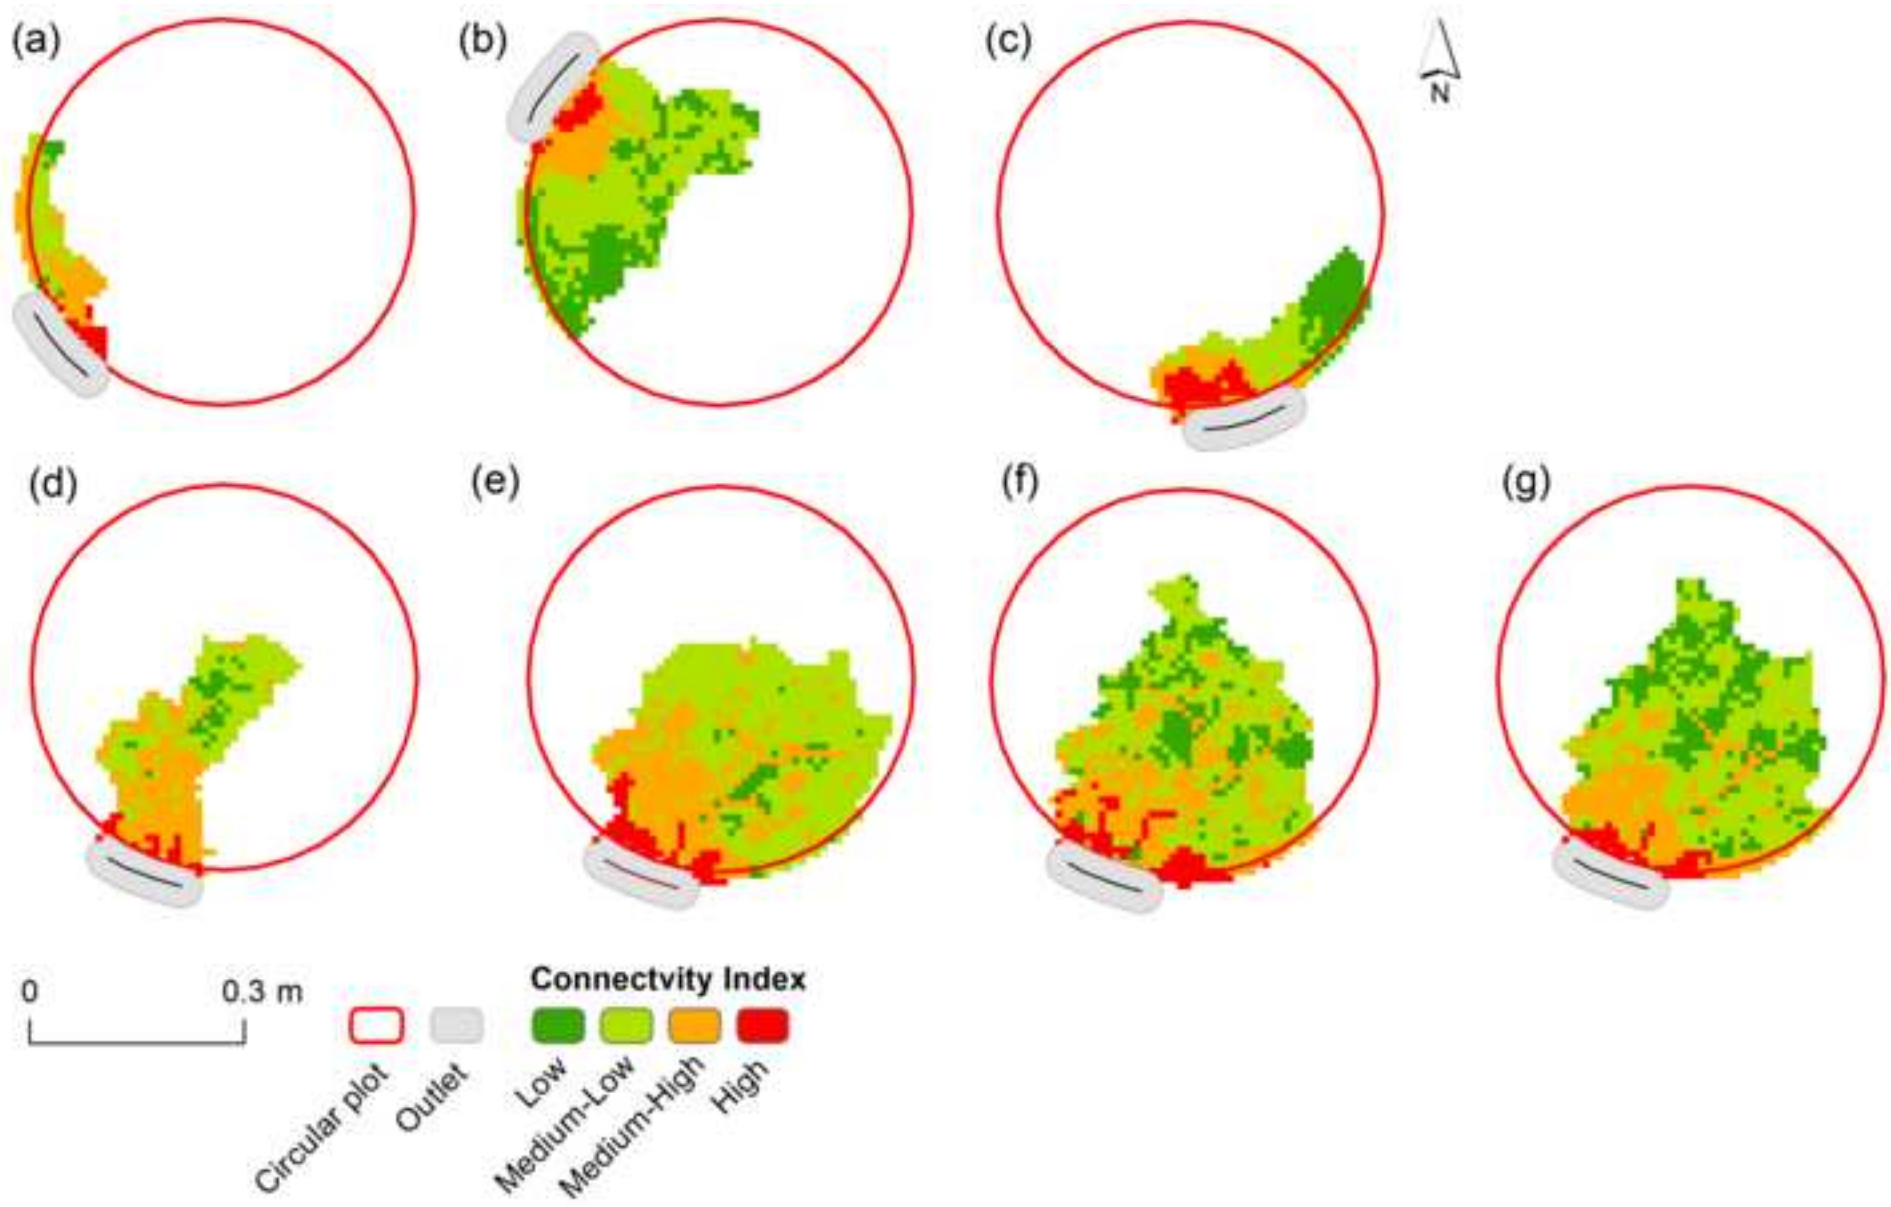 (a)
(b)
(c)
N
(d)
(e)
(f)
(g)
0
0.3 m
Connectvity Index
Circular plot
Outlet
Low
Medium-Low
Medium-High
High